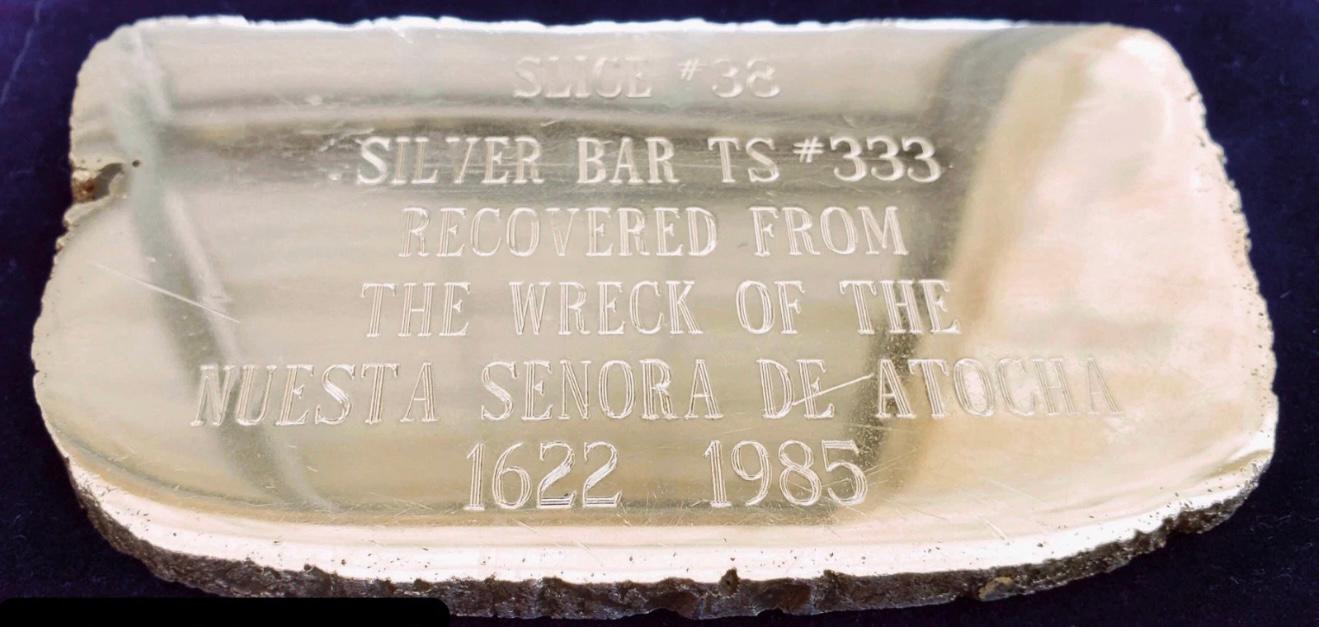 SLICE #38
SILVER BAR TS #333
RECOVERED FROM
THE WRECK OF THE
NUESTA SENORA DE ATOCHA
1622 1985